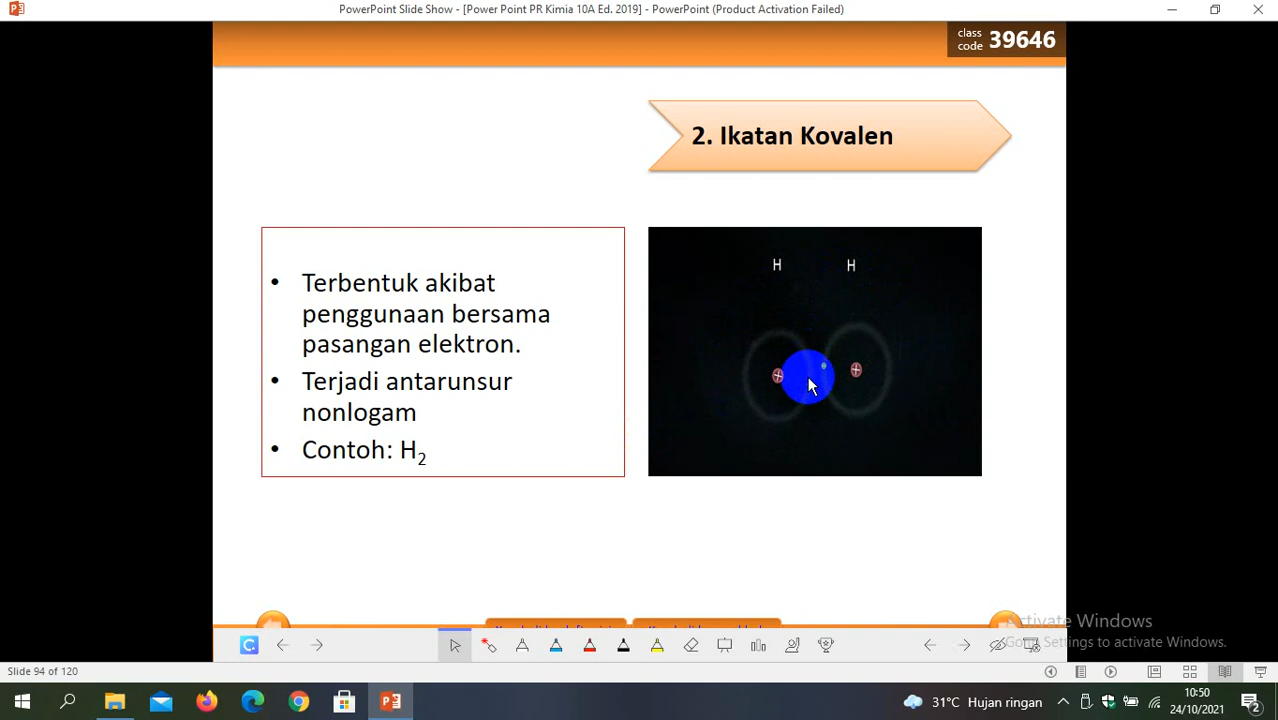 PowerPoint Slide Show - [Power Point PR Kimia 10A Ed. 2019] - PowerPoint (Product Activation Failed)
class
code 39646
2. Ikatan Kovalen
• Terbentuk akibat
penggunaan bersama
pasangan elektron.
• Terjadi antarunsur
nonlogam
• Contoh: H2
H H
Activate Windows
Go to Settings to activate Windows.
Slide 94 of 120
31°C Hujan ringan
10:50
24/10/2021
2